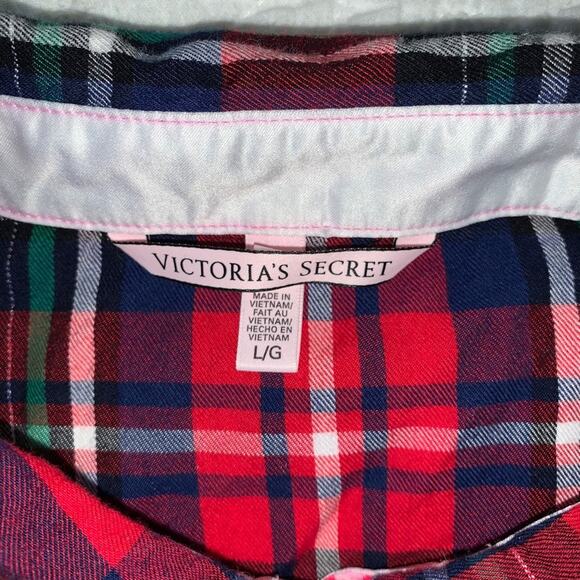 VICTORIA'S SECRET
MADE IN
VIETNAM/
FAIT AU
VIETNAM/
HECHO EN
VIETNAM
L/G